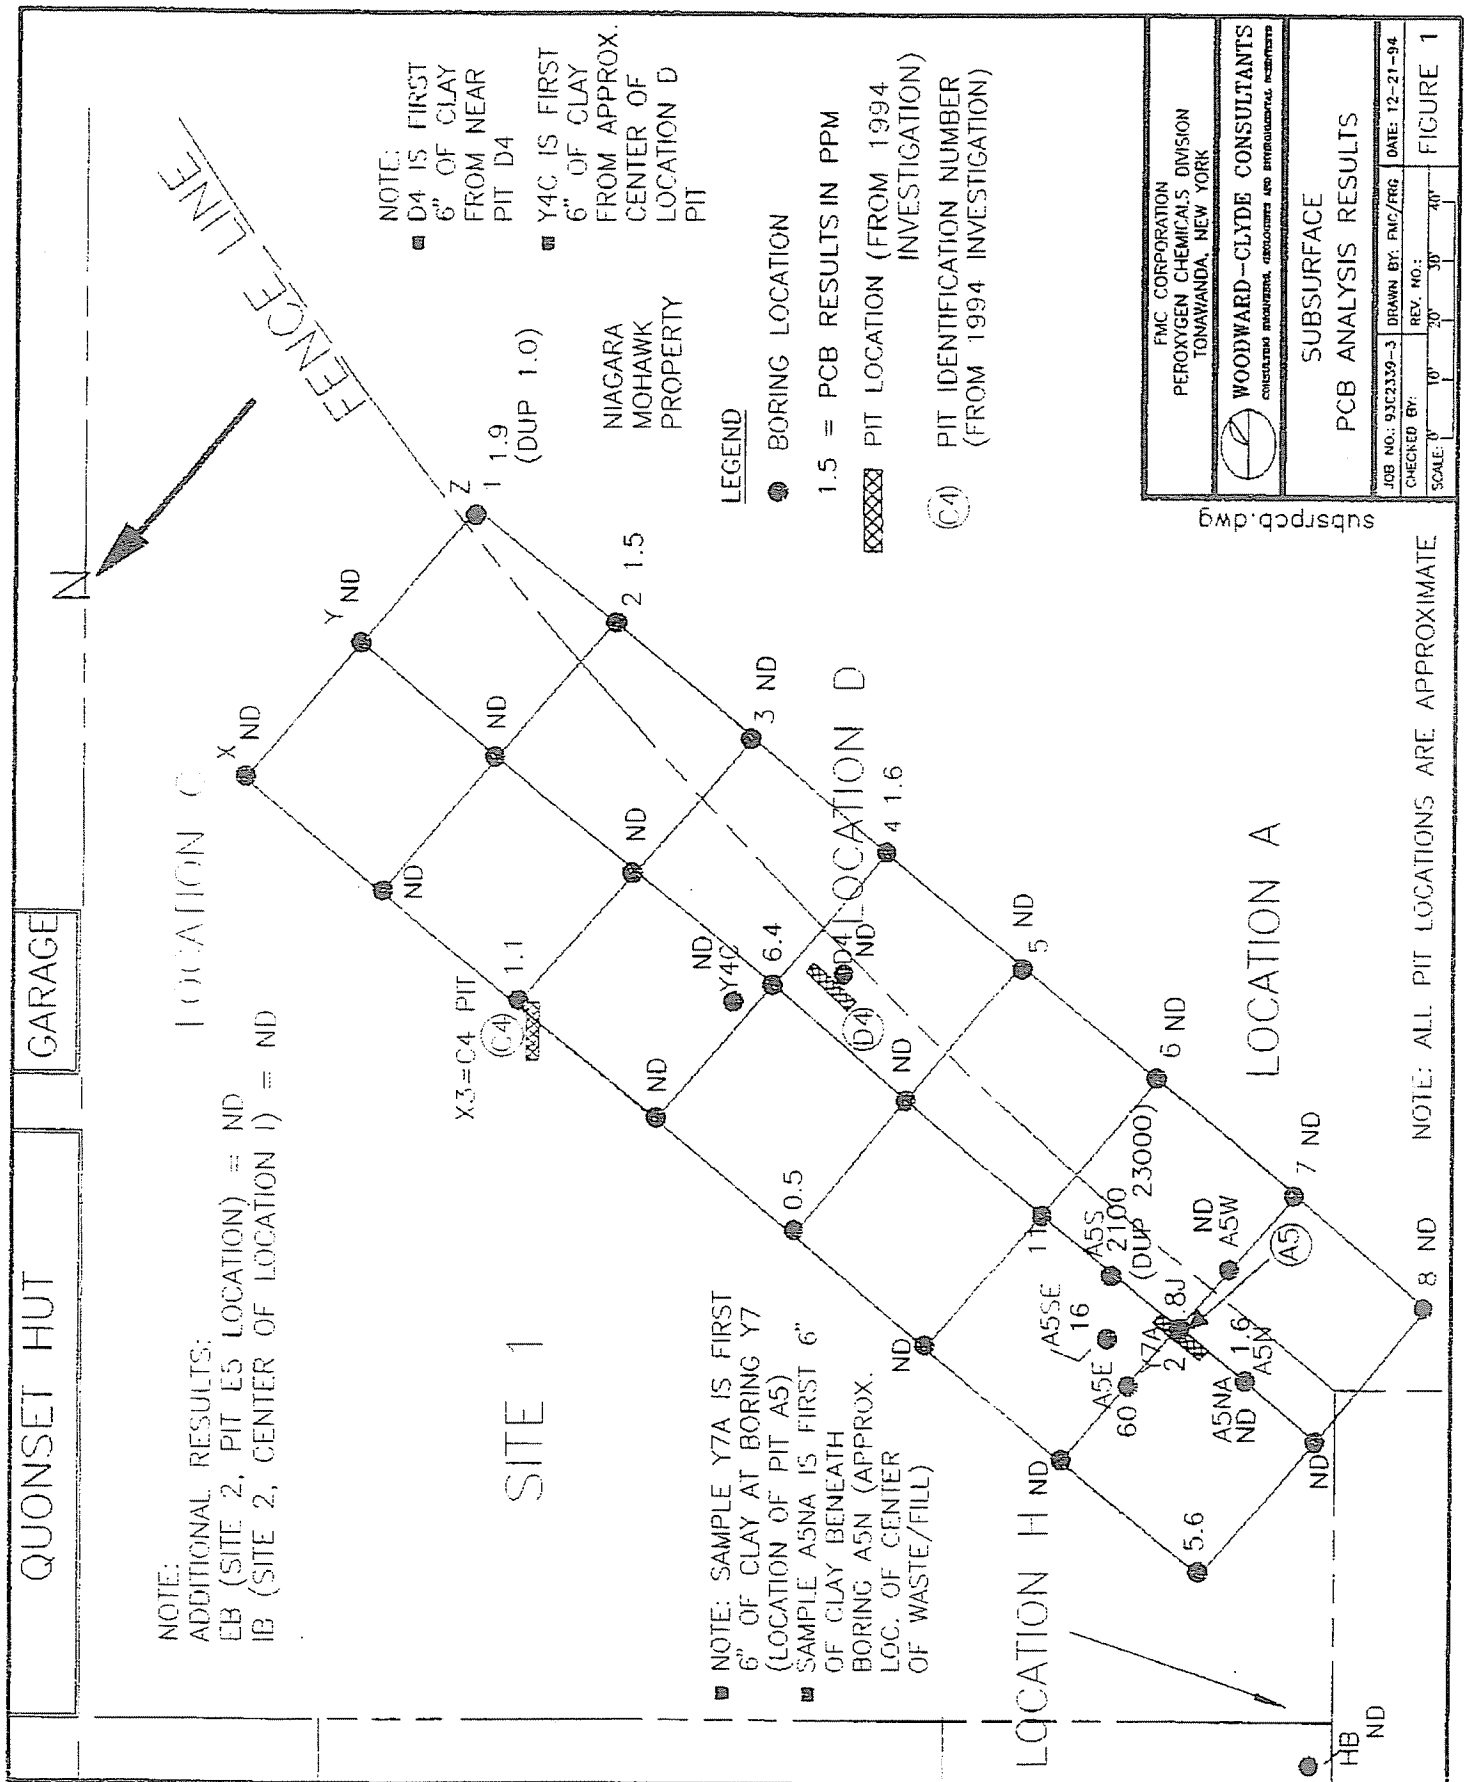 QUONSET HUT
GARAGE
N
FENCE LINE
NOTE:
ADDITIONAL RESULTS:
EB (SITE 2, PIT E5 LOCATION) = ND
IB (SITE 2, CENTER OF LOCATION I) = ND
LOCATION C
SITE 1
X3=C4 PIT
C4
1.1
X
ND
Y
ND
Z
1
1.9
(DUP 1.0)
ND
ND
2 1.5
ND
3 ND
ND
ND
Y4C
6.4
D4
ND
D4
LOCATION D
4 1.6
0.5
ND
5 ND
ND
11
6 ND
LOCATION A
A5S
2100
(DUP 23000)
A5SE
16
A5E
60
Y7A
2
8J
ND
A5W
A5
7 ND
ND
A5NA
ND
1.6
A5N
5.6
ND
8 ND
LOCATION H
HB
ND
NOTE: SAMPLE Y7A IS FIRST
6" OF CLAY AT BORING Y7
(LOCATION OF PIT A5)
SAMPLE A5NA IS FIRST 6"
OF CLAY BENEATH
BORING A5N (APPROX.
LOC. OF CENTER
OF WASTE/FILL)
NOTE:
D4 IS FIRST
6" OF CLAY
FROM NEAR
PIT D4
Y4C IS FIRST
6" OF CLAY
FROM APPROX.
CENTER OF
LOCATION D
PIT
NIAGARA
MOHAWK
PROPERTY
LEGEND
BORING LOCATION
1.5 = PCB RESULTS IN PPM
PIT LOCATION (FROM 1994
INVESTIGATION)
C4
PIT IDENTIFICATION NUMBER
(FROM 1994 INVESTIGATION)
NOTE: ALL PIT LOCATIONS ARE APPROXIMATE
subsrpcb.dwg
FMC CORPORATION
PEROXYGEN CHEMICALS DIVISION
TONAWANDA, NEW YORK
WOODWARD-CLYDE CONSULTANTS
CONSULTING ENGINEERS, GEOLOGISTS AND ENVIRONMENTAL SCIENTISTS
SUBSURFACE
PCB ANALYSIS RESULTS
JOB NO.: 93C2339-3 DRAWN BY: FMC/FRG DATE: 12-21-94
CHECKED BY: REV. NO.:
SCALE: 0' 10' 20' 30' 40'
FIGURE 1